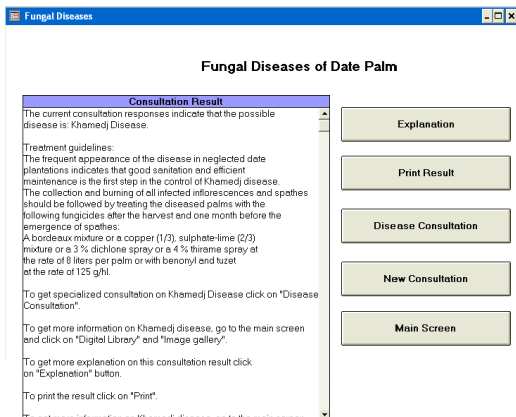 Fungal Diseases
Fungal Diseases of Date Palm
Consultation Result
The current consultation responses indicate that the possible
disease is: Khamedj Disease.
Treatment guidelines:
The frequent appearance of the disease in neglected date
plantations indicates that good sanitation and efficient
maintenance is the first step in the control of Khamedj disease.
The collection and burning of all infected inflorescences and spathes
should be followed by treating the diseased palms with the
following fungicides after the harvest and one month before the
emergence of spathes:
A bordeaux mixture or a copper (1/3), sulphate-lime (2/3)
mixture or a 3 % dichlone spray or a 4 % thirame spray at
the rate of 8 liters per palm or with benonyl and tuzet
at the rate of 125 g/hl.
To get specialized consultation on Khamedj Disease click on "Disease
Consultation".
To get more information on Khamedj disease, go to the main screen
and click on "Digital Library" and "Image gallery".
To get more explanation on this consultation result click
on "Explanation" button.
To print the result click on "Print".
Explanation
Print Result
Disease Consultation
New Consultation
Main Screen